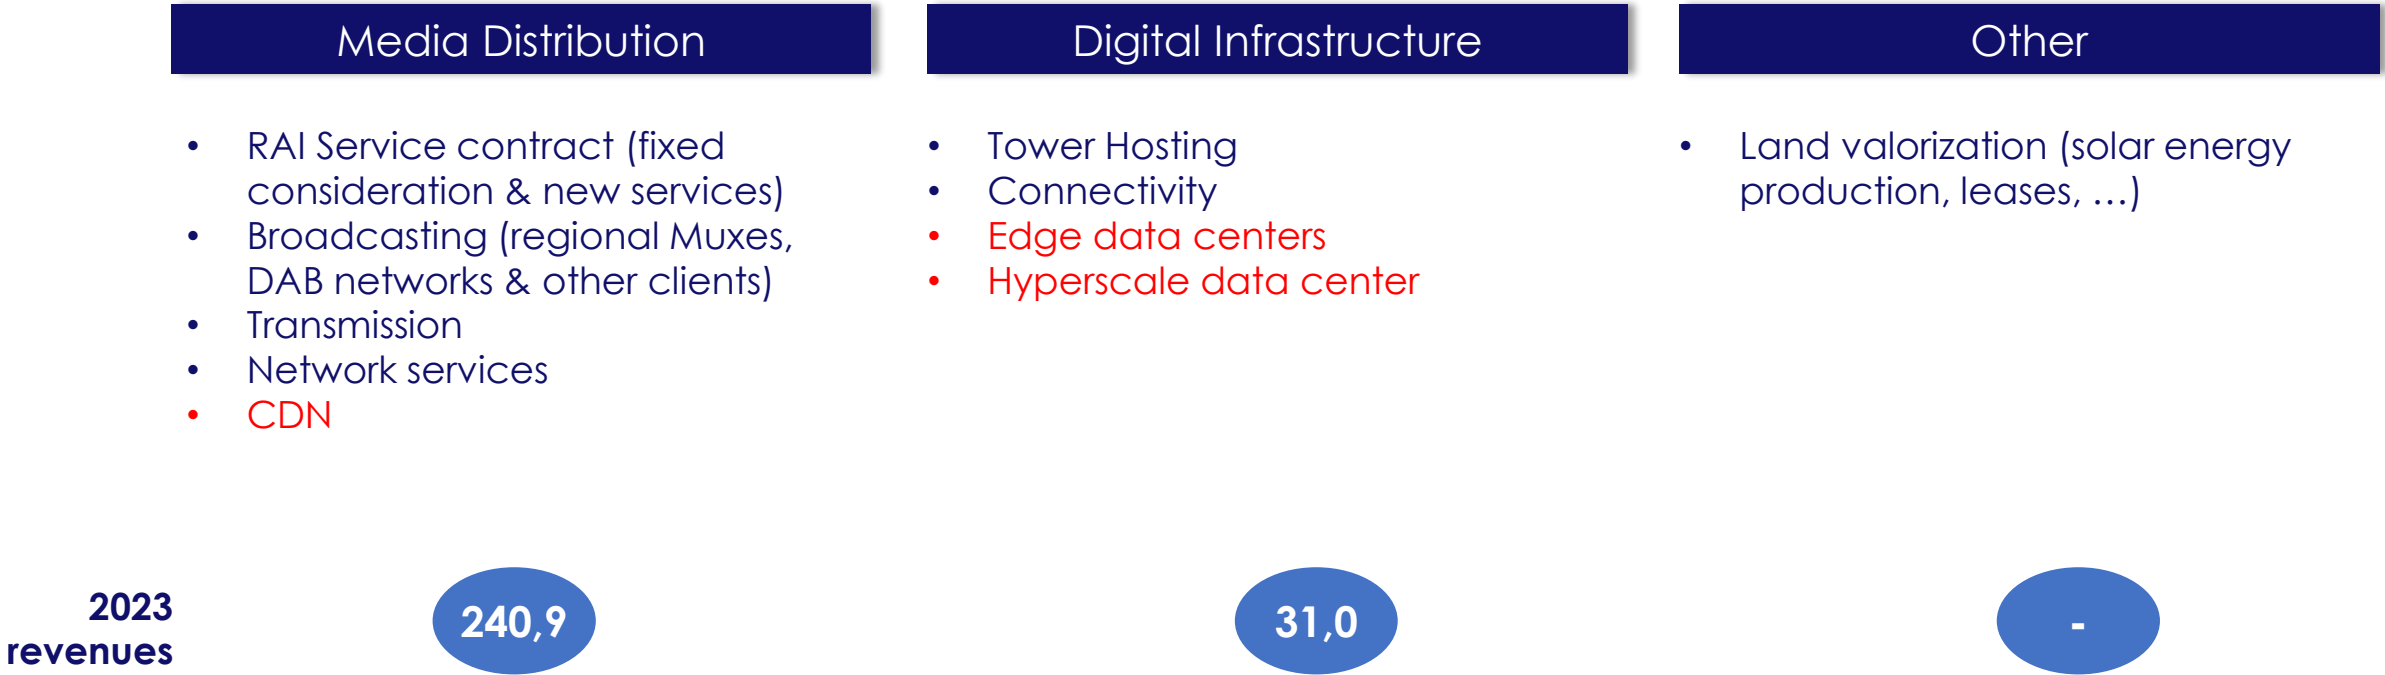 Media Distribution
• RAI Service contract (fixed
consideration & new services)
• Broadcasting (regional Muxes,
DAB networks & other clients)
• Transmission
• Network services
• CDN
Digital Infrastructure
• Tower Hosting
• Connectivity
• Edge data centers
• Hyperscale data center
Other
• Land valorization (solar energy
production, leases, …)
2023
revenues
240,9
31,0
-